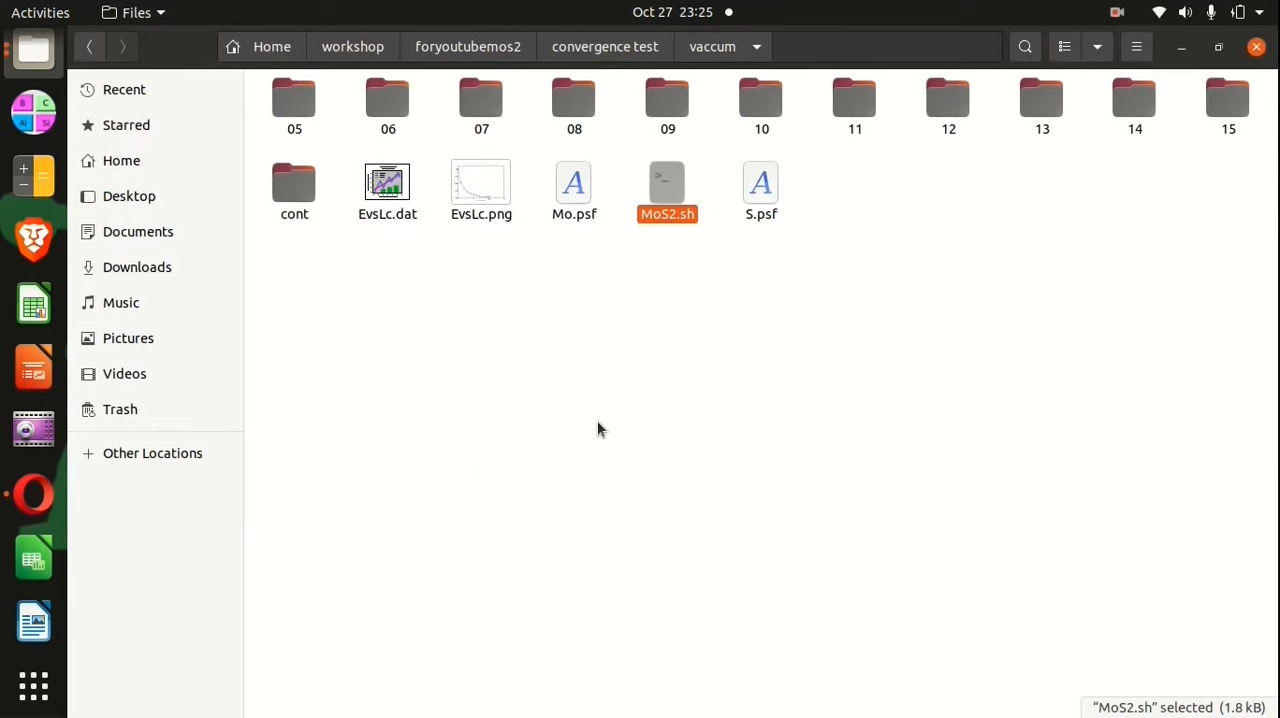 Activities Files Oct 27 23:25
Home workshop foryoutubemos2 convergence test vaccum
Recent
Starred
Home
Desktop
Documents
Downloads
Music
Pictures
Videos
Trash
Other Locations
05 06 07 08 09 10 11 12 13 14 15
cont EvsLc.dat EvsLc.png Mo.psf MoS2.sh S.psf
B C
Al Si
“MoS2.sh” selected (1.8 kB)